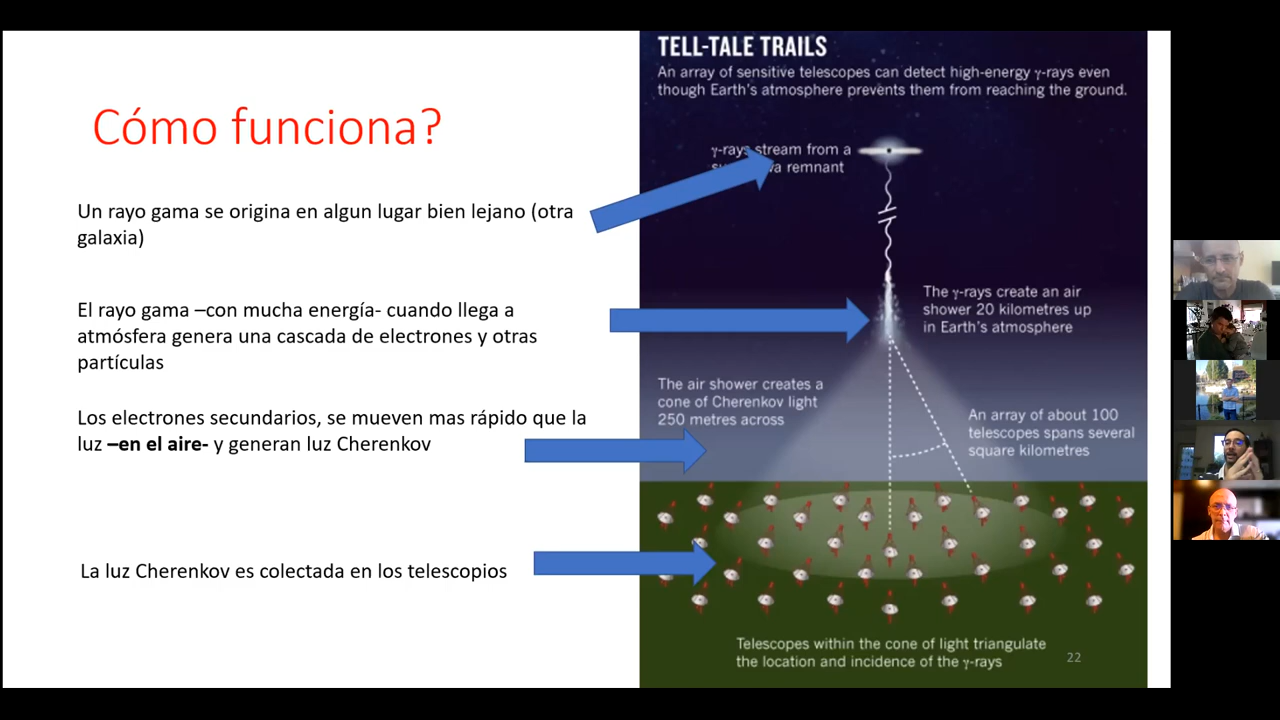 Cómo funciona?
Un rayo gama se origina en algun lugar bien lejano (otra
galaxia)
El rayo gama –con mucha energía- cuando llega a
atmósfera genera una cascada de electrones y otras
partículas
Los electrones secundarios, se mueven mas rápido que la
luz –en el aire- y generan luz Cherenkov
La luz Cherenkov es colectada en los telescopios
TELL-TALE TRAILS
An array of sensitive telescopes can detect high-energy γ-rays even
though Earth's atmosphere prevents them from reaching the ground.
γ-rays stream from a
remnant
The γ-rays create an air
shower 20 kilometres up
in Earth's atmosphere
The air shower creates a
cone of Cherenkov light
250 metres across
An array of about 100
telescopes spans several
square kilometres
Telescopes within the cone of light triangulate
the location and incidence of the γ-rays
22